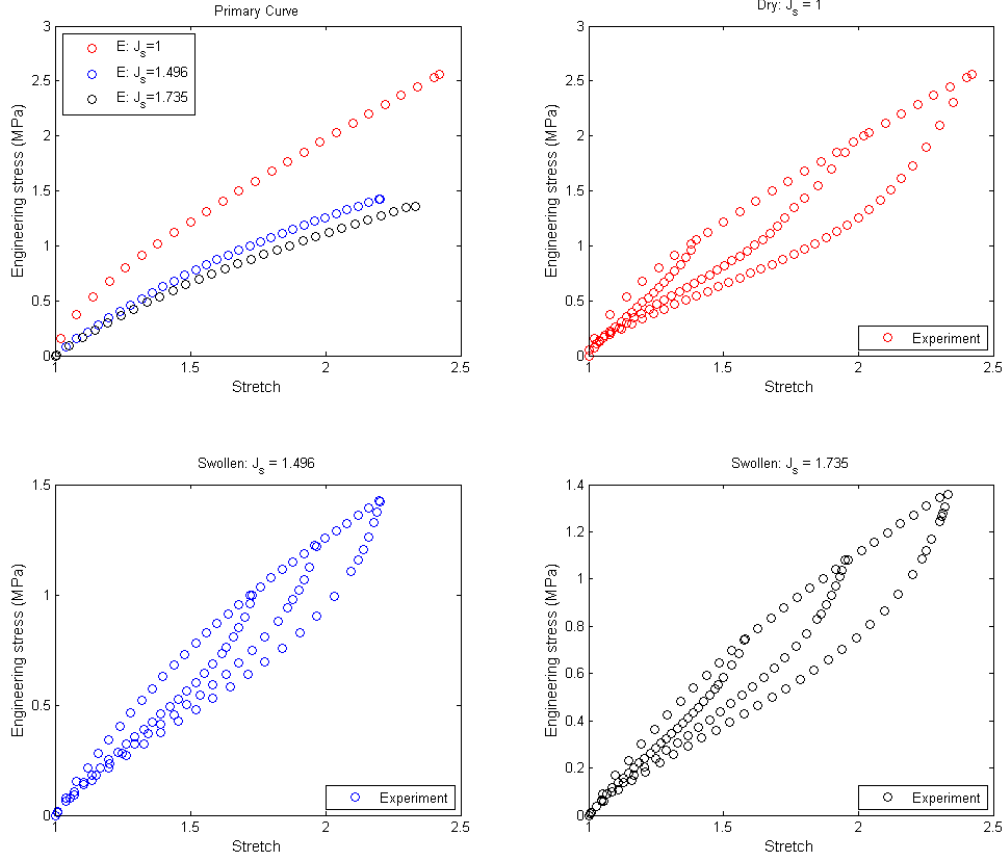 Primary Curve
3
2.5
2
1.5
1
0.5
0
1
1.5
2
2.5
Engineering stress (MPa)
Stretch
E: J_s=1
E: J_s=1.496
E: J_s=1.735
Dry: J_s = 1
3
2.5
2
1.5
1
0.5
0
1
1.5
2
2.5
Engineering stress (MPa)
Stretch
Experiment
Swollen: J_s = 1.496
1.5
1
0.5
0
1
1.5
2
2.5
Engineering stress (MPa)
Stretch
Experiment
Swollen: J_s = 1.735
1.4
1.2
1
0.8
0.6
0.4
0.2
0
1
1.5
2
2.5
Engineering stress (MPa)
Stretch
Experiment